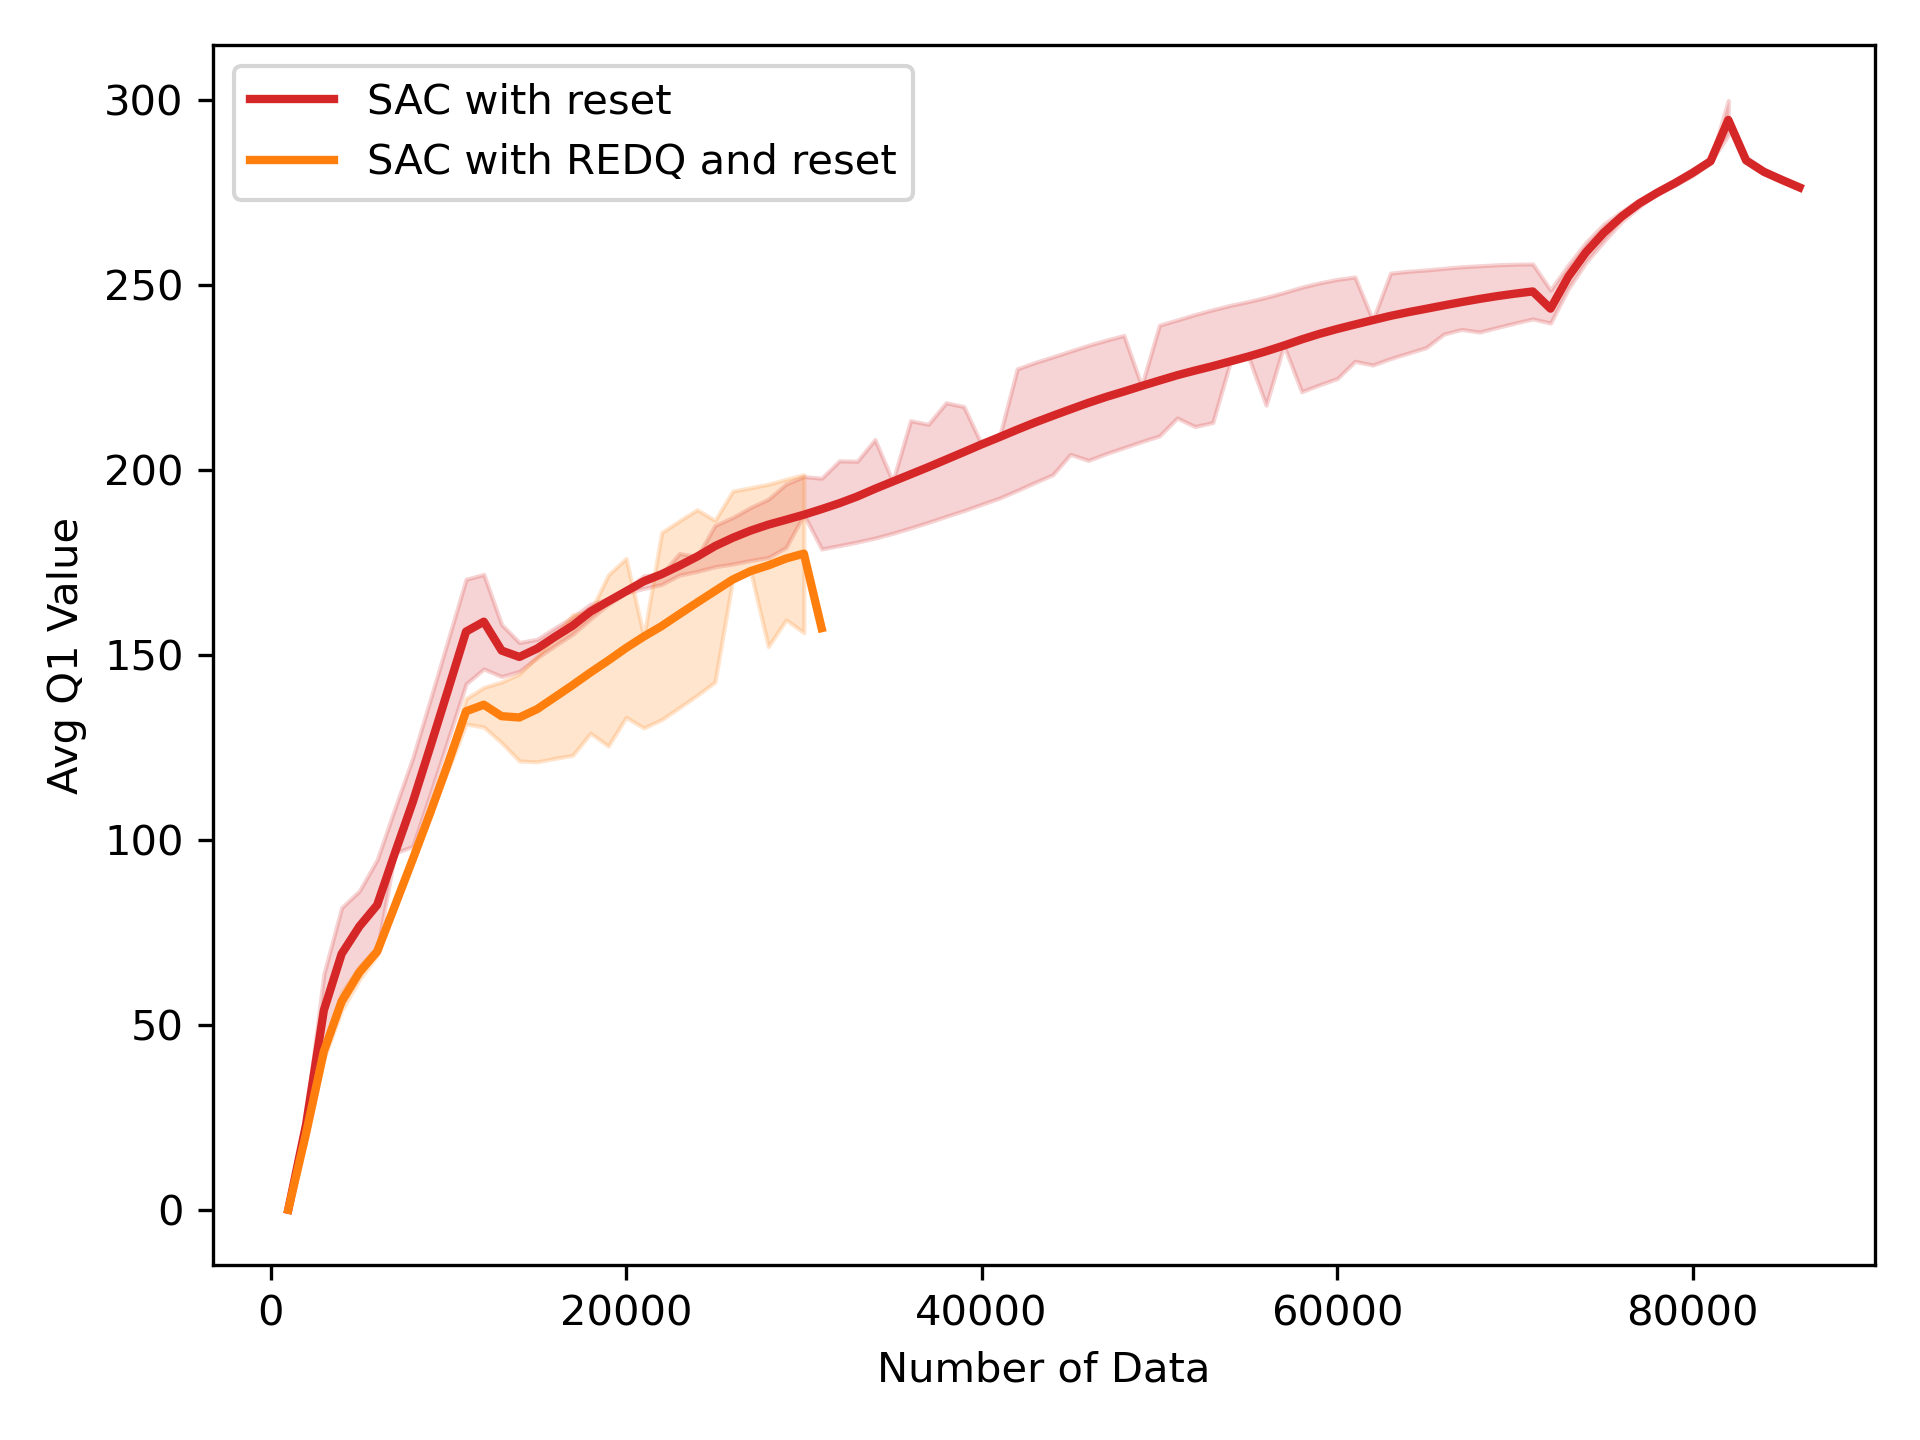 SAC with reset
SAC with REDQ and reset
300
250
200
150
100
50
0
Avg Q1 Value
0 20000 40000 60000 80000
Number of Data